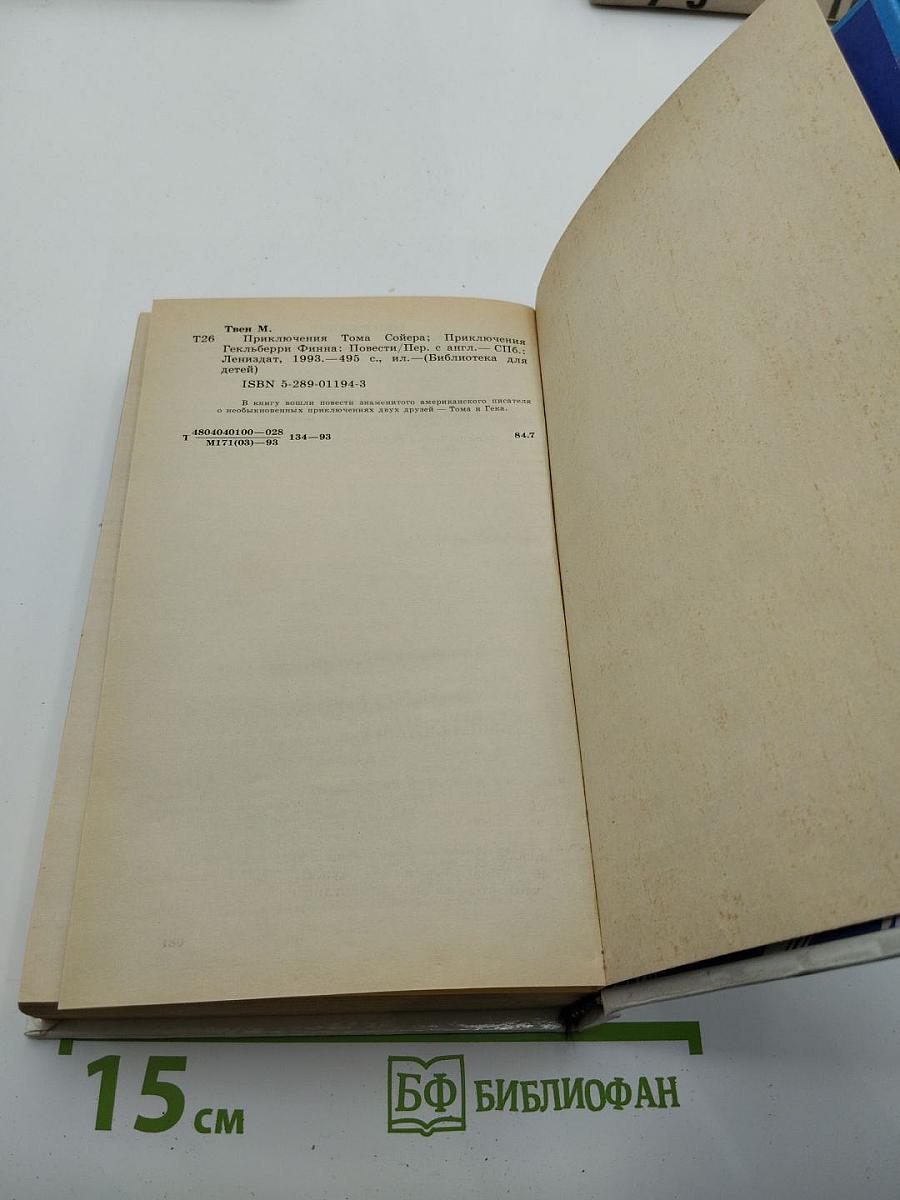 Твен М.
Т26 Приключения Тома Сойера; Приключения
Гекльберри Финна: Повести/Пер. с англ.— СПб.:
Лениздат, 1993.—495 с., ил.—(Библиотека для
детей)
ISBN 5-289-01194-3
В книгу вошли повести знаменитого американского писателя
о необыкновенных приключениях двух друзей — Тома и Гека.
Т 4804040100—028
М171(03)—93 134—93 84.7
15 см
БФ БИБЛИОФАН